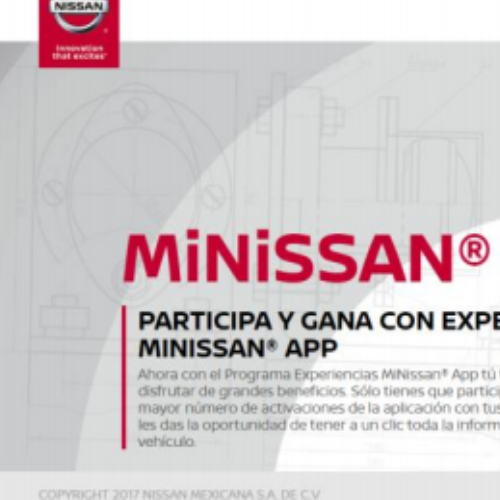 NISSAN
Innovation
that excites®
MiNiSSAN®
PARTICIPA Y GANA CON EXPE
MINISSAN® APP
Ahora con el Programa Experiencias MiNissan® App tú
disfrutar de grandes beneficios. Sólo tienes que partici
mayor número de activaciones de la aplicación con tus
les das la oportunidad de tener a un clic toda la inform
vehículo.
COPYRIGHT 2017 NISSAN MEXICANA S.A. DE C.V